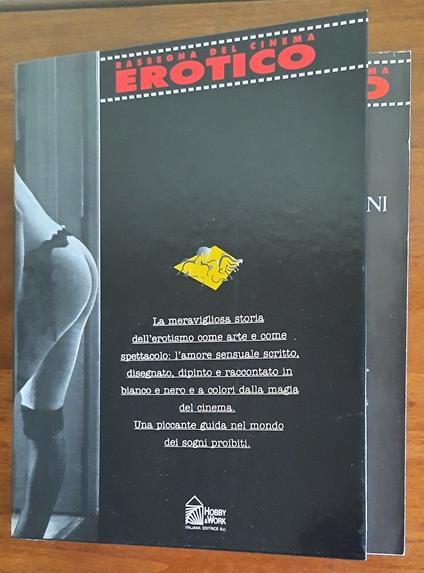 RASSEGNA DEL CINEMA
EROTICO
MA
O
NI
La meravigliosa storia
dell'erotismo come arte e come
spettacolo: l'amore sensuale scritto,
disegnato, dipinto e raccontato in
bianco e nero e a colori dalla magia
del cinema.
Una piccante guida nel mondo
dei sogni proibiti.
HOBBY
& WORK
ITALIANA EDITRICE S.r.l.